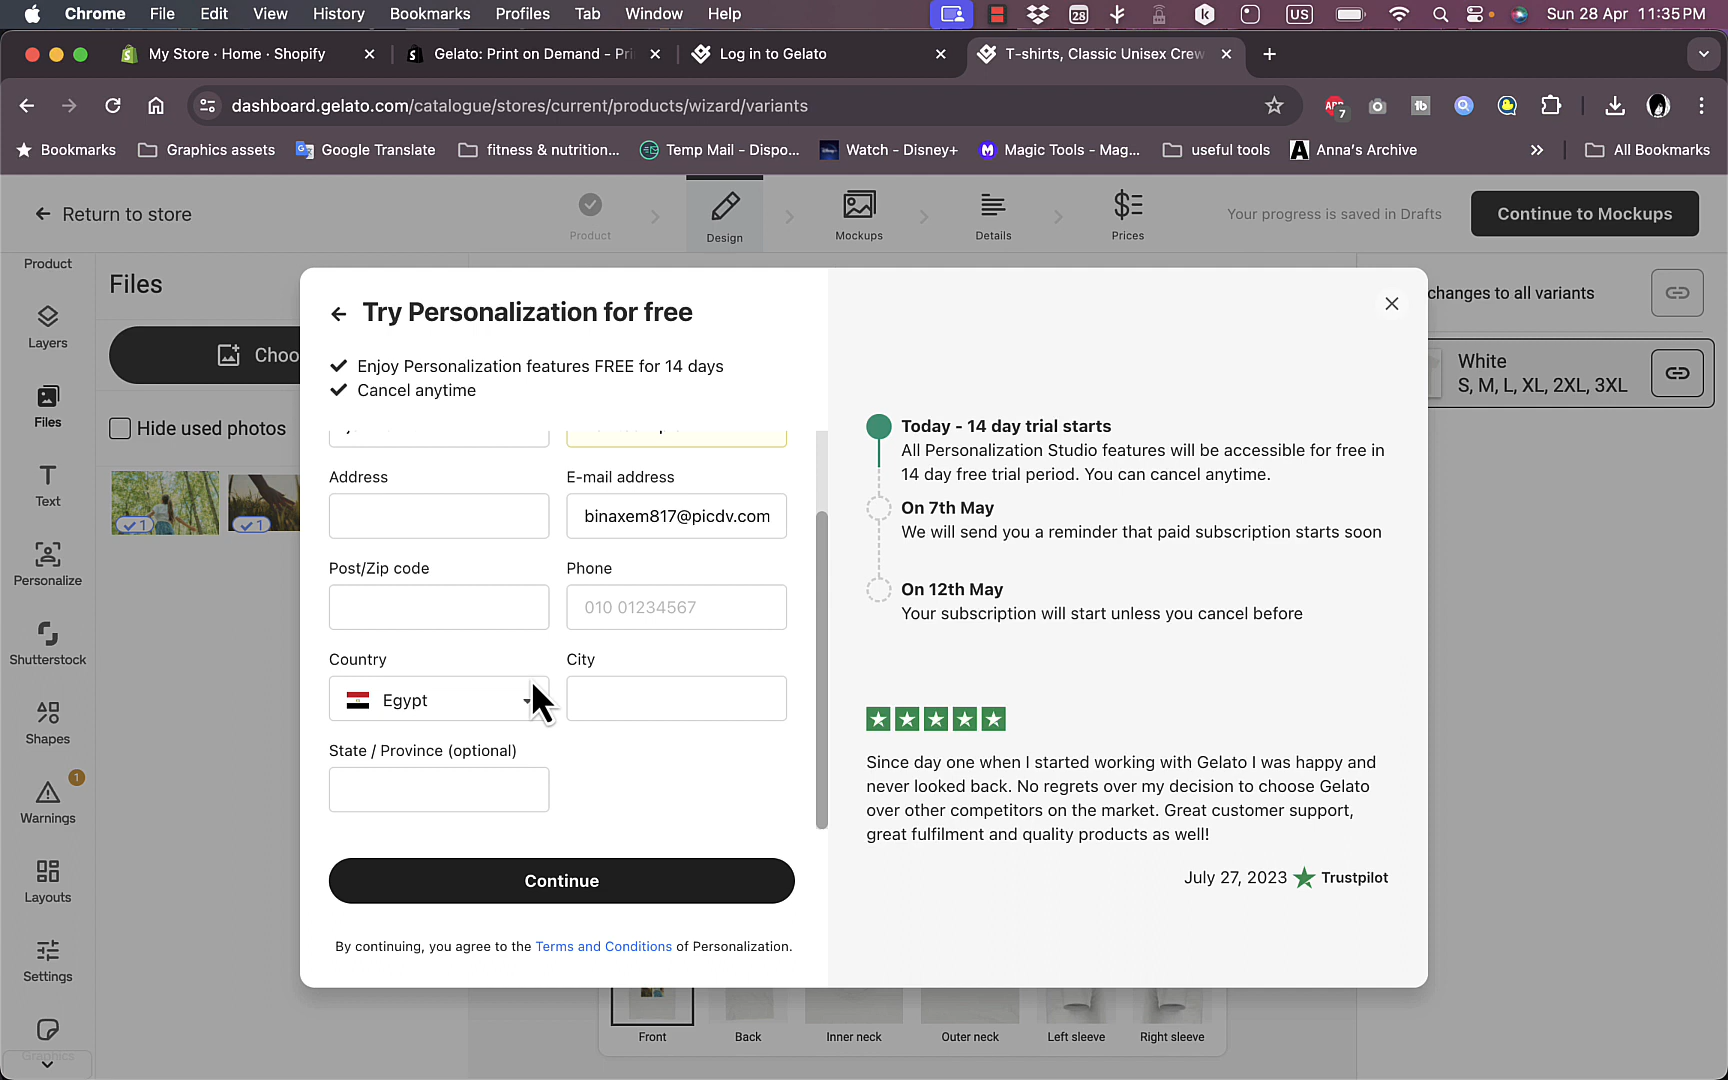 Chrome File Edit View History Bookmarks Profiles Tab Window Help
28 US Sun 28 Apr 11:35 PM
My Store · Home · Shopify
Gelato: Print on Demand - Pri
Log in to Gelato
T-shirts, Classic Unisex Crew
dashboard.gelato.com/catalogue/stores/current/products/wizard/variants
7
Bookmarks Graphics assets Google Translate fitness & nutrition... Temp Mail - Dispo... Watch - Disney+ Magic Tools - Mag... useful tools Anna's Archive All Bookmarks
Return to store
Product
Design
Mockups
Details
Prices
Your progress is saved in Drafts
Continue to Mockups
Product
Layers
Files
Text
Personalize
Shutterstock
Shapes
1
Warnings
Layouts
Settings
Graphics
Files
Choo
Hide used photos
1
1
Try Personalization for free
Enjoy Personalization features FREE for 14 days
Cancel anytime
Address
E-mail address
binaxem817@picdv.com
Post/Zip code
Phone
010 01234567
Country
City
Egypt
State / Province (optional)
Continue
By continuing, you agree to the Terms and Conditions of Personalization.
Today - 14 day trial starts
All Personalization Studio features will be accessible for free in
14 day free trial period. You can cancel anytime.
On 7th May
We will send you a reminder that paid subscription starts soon
On 12th May
Your subscription will start unless you cancel before
Since day one when I started working with Gelato I was happy and
never looked back. No regrets over my decision to choose Gelato
over other competitors on the market. Great customer support,
great fulfilment and quality products as well!
July 27, 2023 Trustpilot
changes to all variants
White
S, M, L, XL, 2XL, 3XL
Front
Back
Inner neck
Outer neck
Left sleeve
Right sleeve